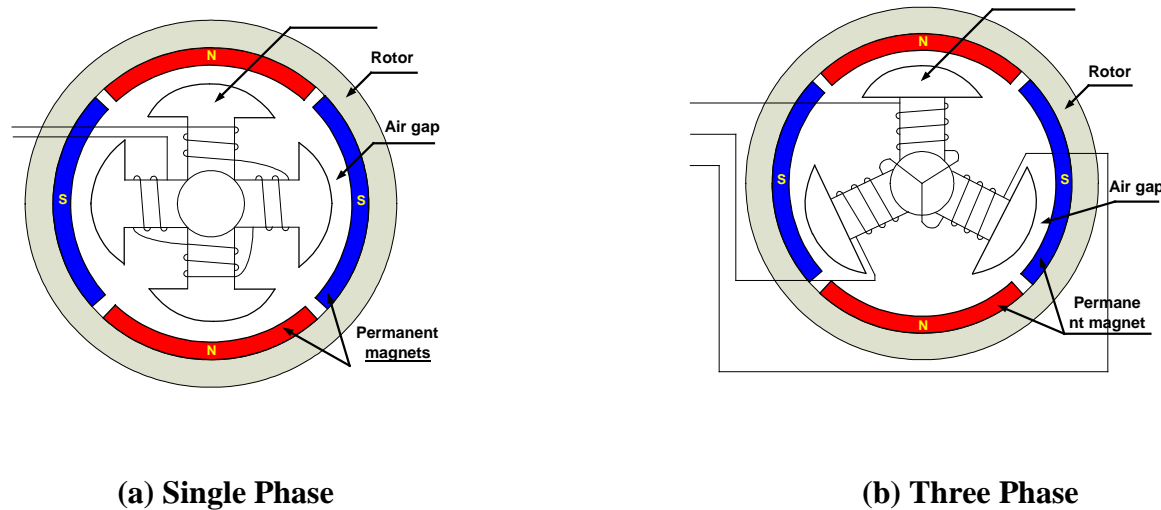 N
Rotor
Air gap
S
S
N
Permanent
magnets
(a) Single Phase
N
Rotor
S
S
Air gap
Permane
nt magnet
N
(b) Three Phase